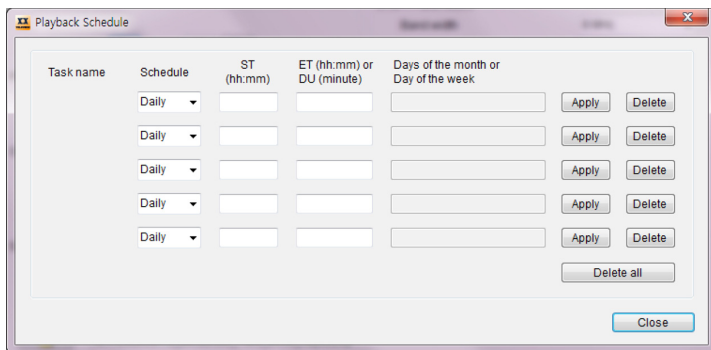 Playback Schedule
Task name Schedule ST (hh:mm) ET (hh:mm) or DU (minute) Days of the month or Day of the week
Daily Apply Delete
Daily Apply Delete
Daily Apply Delete
Daily Apply Delete
Daily Apply Delete
Delete all
Close